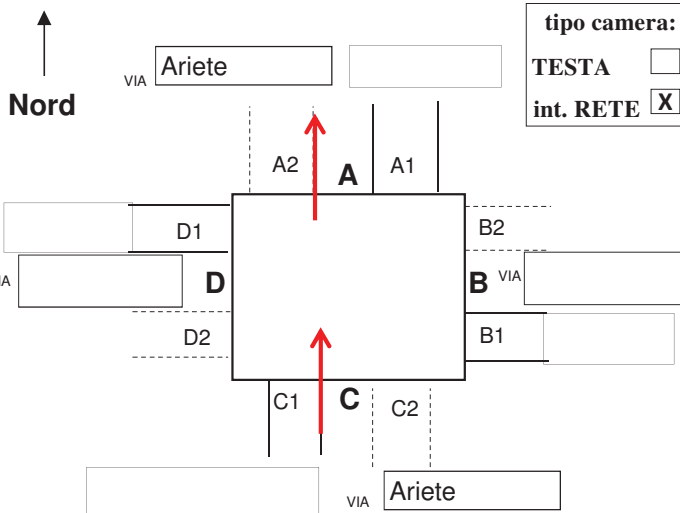 tipo camera:
TESTA
int. RETE X
Nord
VIA Ariete
A2 A A1
D1 B2
VIA D B VIA
D2 B1
C1 C C2
VIA Ariete